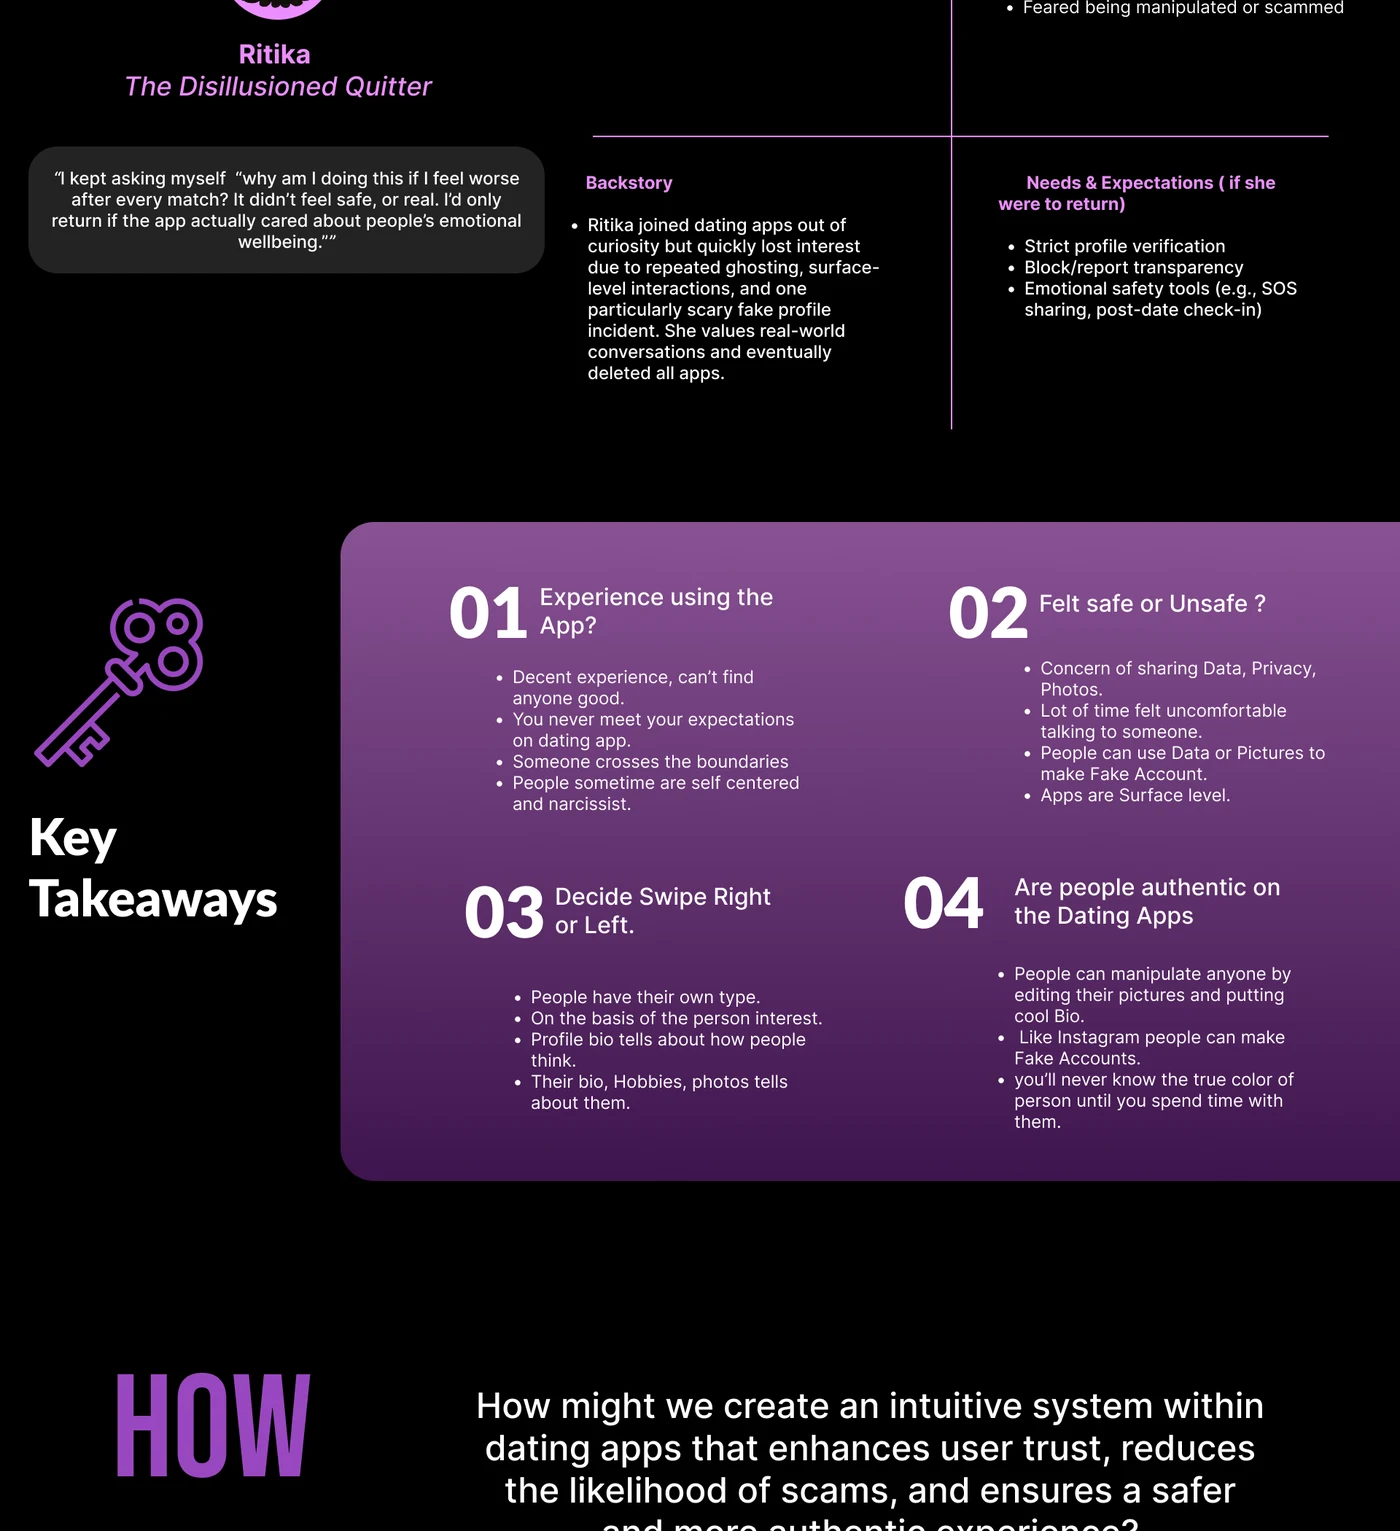 Feared being manipulated or scammed
Ritika
The Disillusioned Quitter
“I kept asking myself “why am I doing this if I feel worse
after every match? It didn’t feel safe, or real. I’d only
return if the app actually cared about people’s emotional
wellbeing.””
Backstory
Ritika joined dating apps out of
curiosity but quickly lost interest
due to repeated ghosting, surface-
level interactions, and one
particularly scary fake profile
incident. She values real-world
conversations and eventually
deleted all apps.
Needs & Expectations ( if she
were to return)
Strict profile verification
Block/report transparency
Emotional safety tools (e.g., SOS
sharing, post-date check-in)
Key
Takeaways
01
Experience using the
App?
Decent experience, can’t find
anyone good.
You never meet your expectations
on dating app.
Someone crosses the boundaries
People sometime are self centered
and narcissist.
02
Felt safe or Unsafe ?
Concern of sharing Data, Privacy,
Photos.
Lot of time felt uncomfortable
talking to someone.
People can use Data or Pictures to
make Fake Account.
Apps are Surface level.
03
Decide Swipe Right
or Left.
People have their own type.
On the basis of the person interest.
Profile bio tells about how people
think.
Their bio, Hobbies, photos tells
about them.
04
Are people authentic on
the Dating Apps
People can manipulate anyone by
editing their pictures and putting
cool Bio.
Like Instagram people can make
Fake Accounts.
you’ll never know the true color of
person until you spend time with
them.
HOW
How might we create an intuitive system within
dating apps that enhances user trust, reduces
the likelihood of scams, and ensures a safer
and more authentic experience?